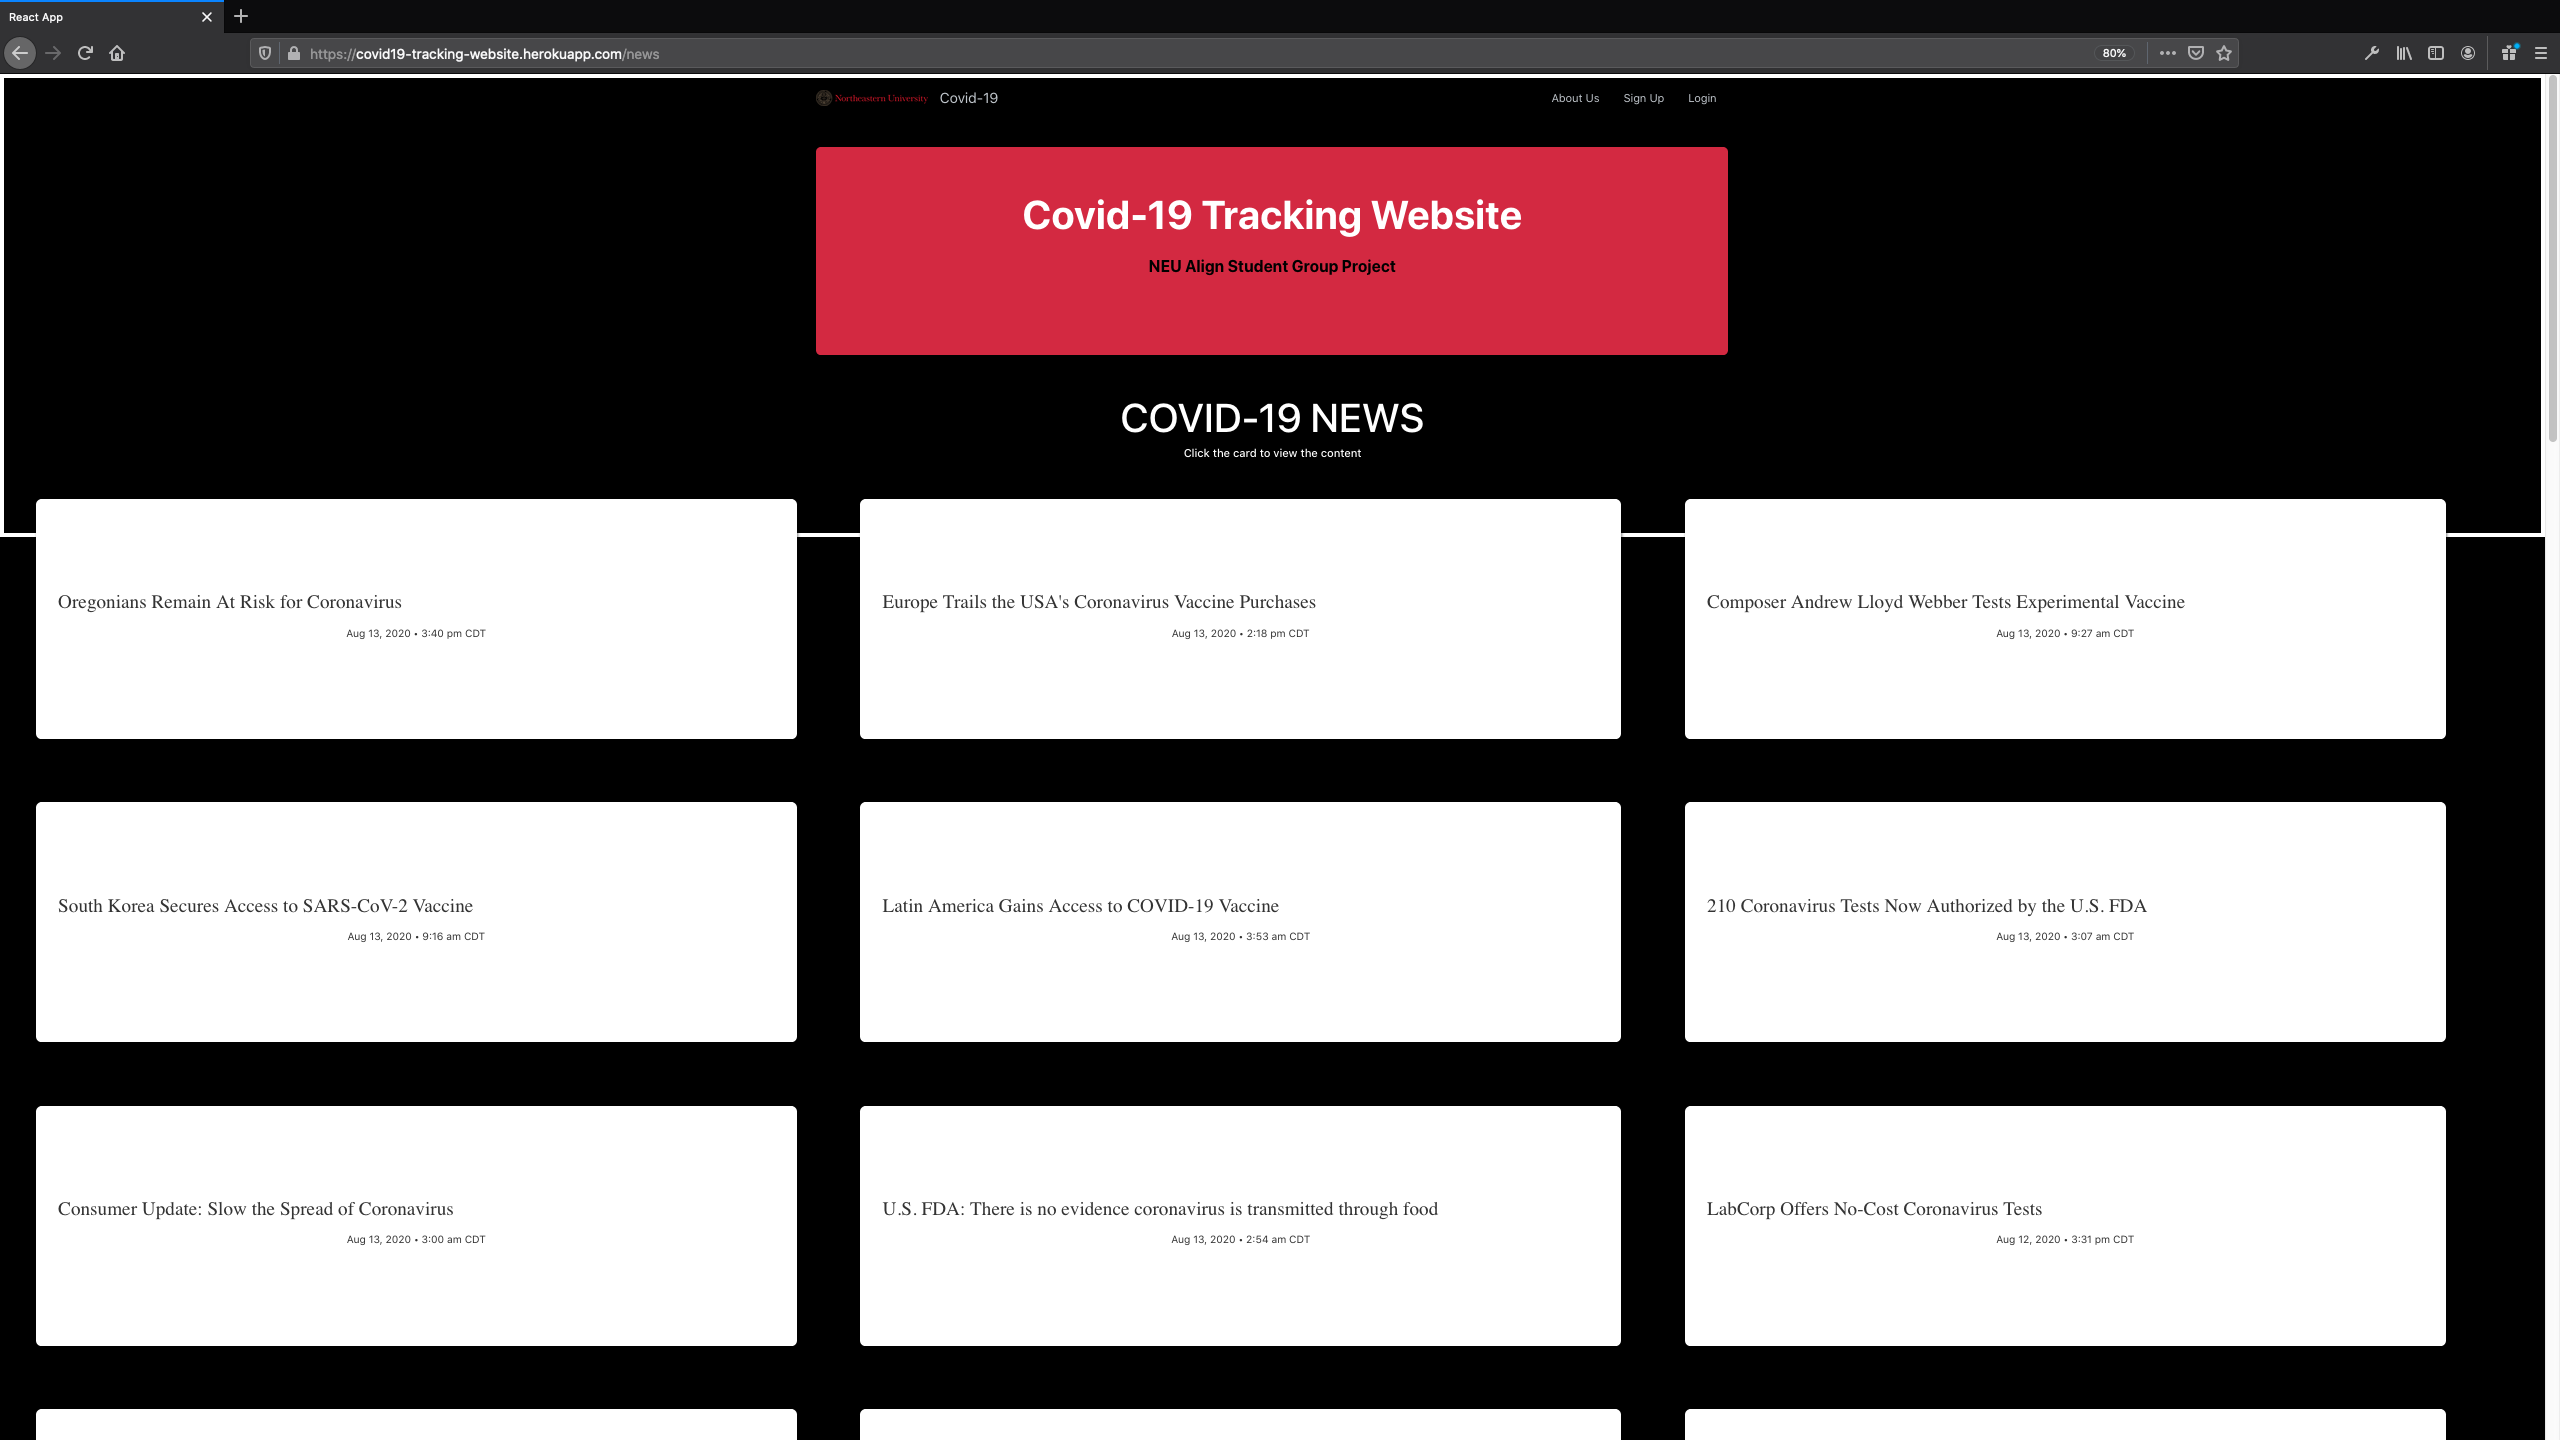 React App
https://covid19-tracking-website.herokuapp.com/news
80%
Northeastern University
Covid-19
About Us
Sign Up
Login
Covid-19 Tracking Website
NEU Align Student Group Project
COVID-19 NEWS
Click the card to view the content
Oregonians Remain At Risk for Coronavirus
Aug 13, 2020 • 3:40 pm CDT
Europe Trails the USA's Coronavirus Vaccine Purchases
Aug 13, 2020 • 2:18 pm CDT
Composer Andrew Lloyd Webber Tests Experimental Vaccine
Aug 13, 2020 • 9:27 am CDT
South Korea Secures Access to SARS-CoV-2 Vaccine
Aug 13, 2020 • 9:16 am CDT
Latin America Gains Access to COVID-19 Vaccine
Aug 13, 2020 • 3:53 am CDT
210 Coronavirus Tests Now Authorized by the U.S. FDA
Aug 13, 2020 • 3:07 am CDT
Consumer Update: Slow the Spread of Coronavirus
Aug 13, 2020 • 3:00 am CDT
U.S. FDA: There is no evidence coronavirus is transmitted through food
Aug 13, 2020 • 2:54 am CDT
LabCorp Offers No-Cost Coronavirus Tests
Aug 12, 2020 • 3:31 pm CDT